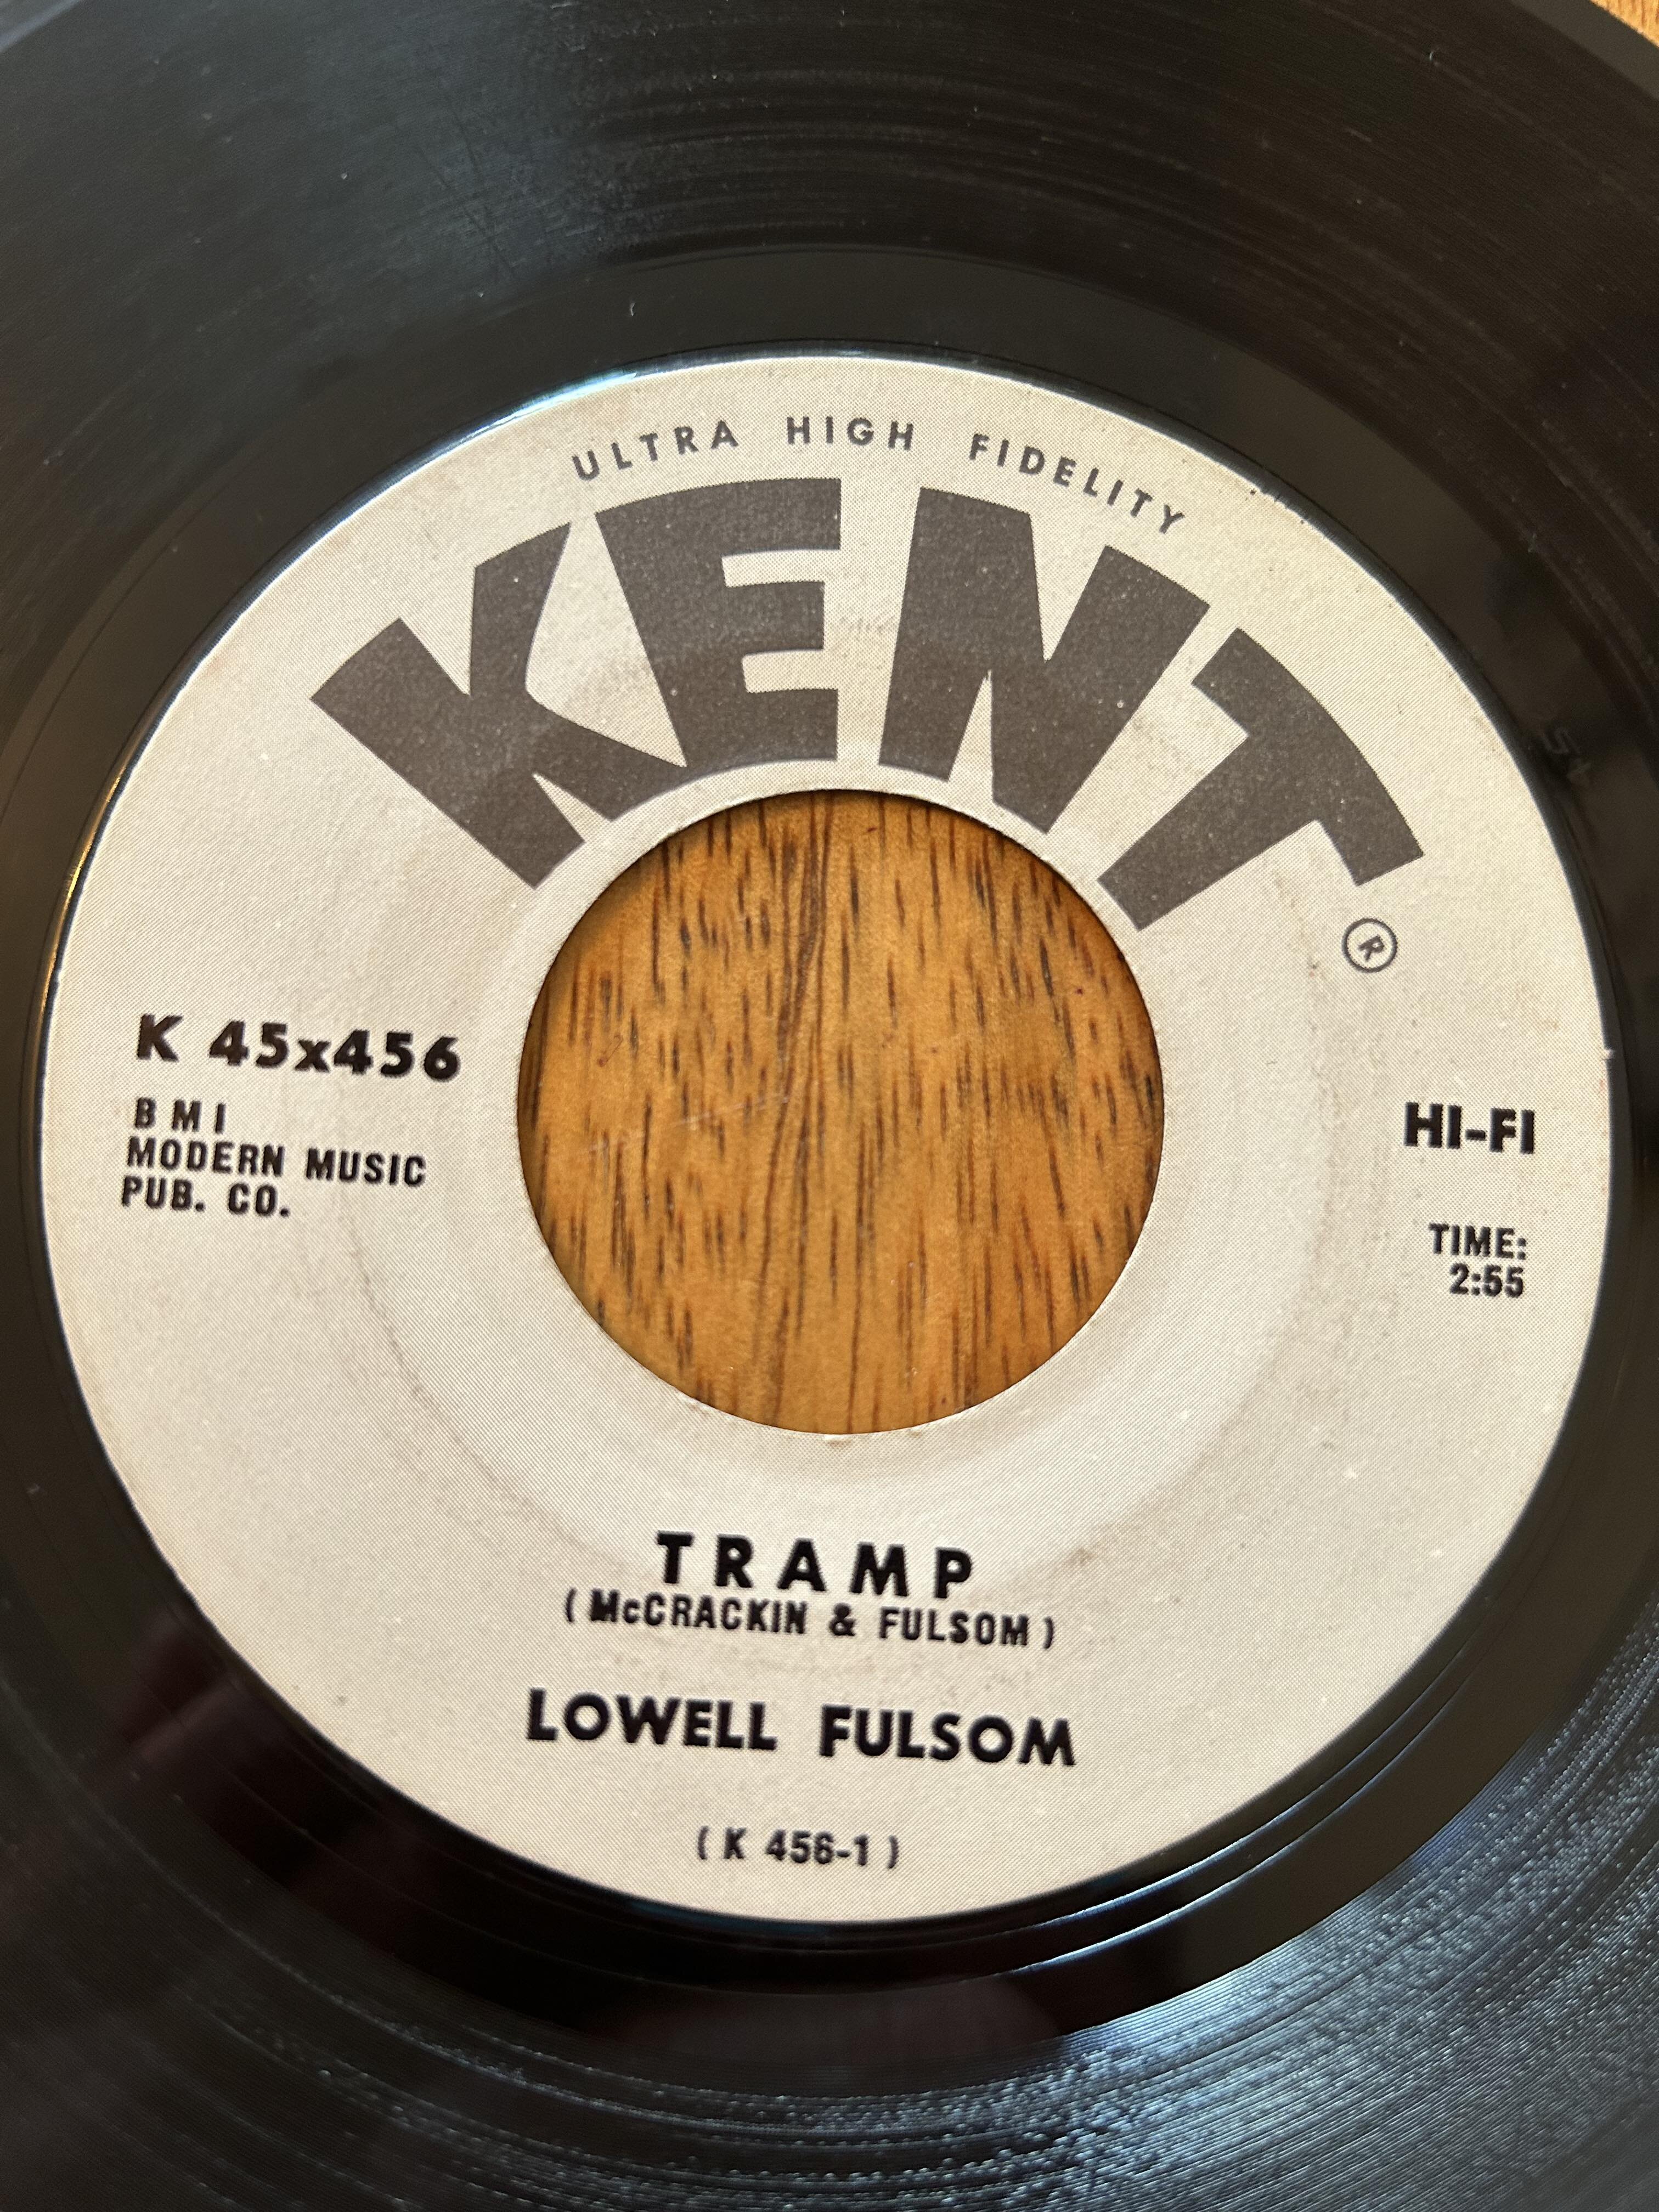 ULTRA HIGH FIDELITY
KENT
®
K 45x456
BMI
MODERN MUSIC
PUB. CO.
HI-FI
TIME:
2:55
TRAMP
(McCRACKIN & FULSOM)
LOWELL FULSOM
(K 456-1)